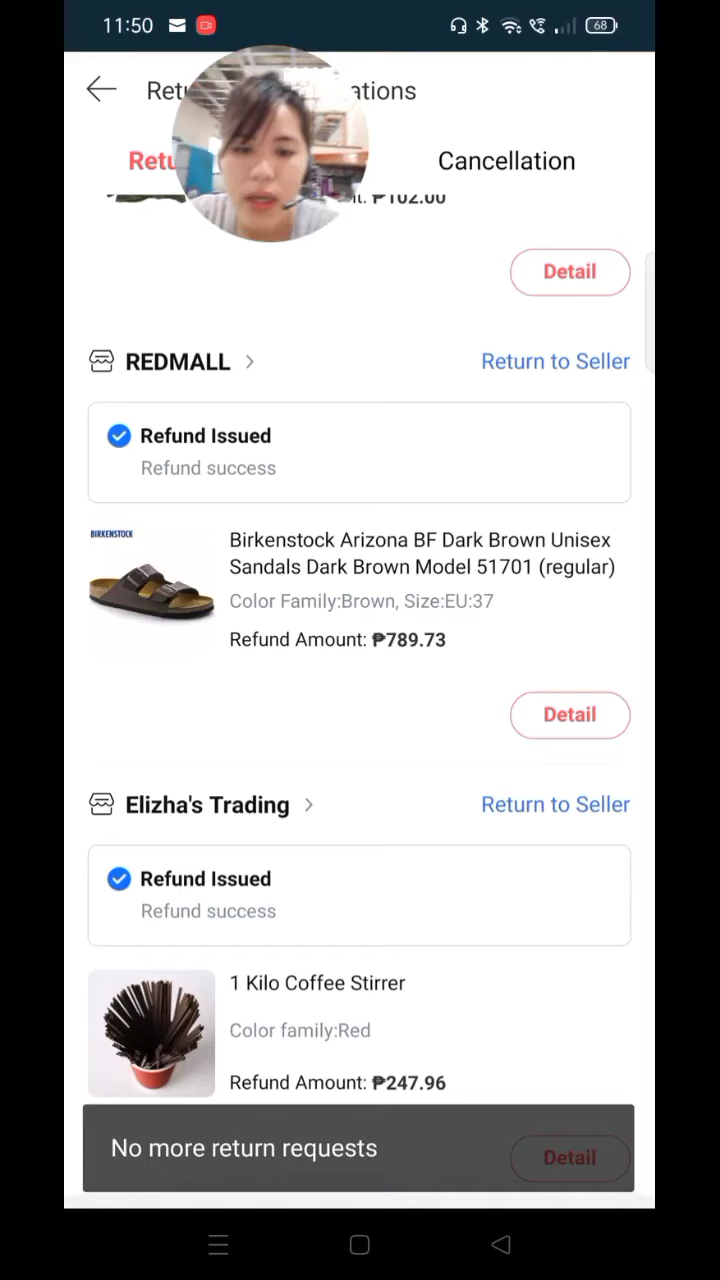 11:50
68
ations
Cancellation
₱102.00
Detail
REDMALL
Return to Seller
Refund Issued
Refund success
BIRKENSTOCK
Birkenstock Arizona BF Dark Brown Unisex
Sandals Dark Brown Model 51701 (regular)
Color Family:Brown, Size:EU:37
Refund Amount: ₱789.73
Detail
Elizha's Trading
Return to Seller
Refund Issued
Refund success
1 Kilo Coffee Stirrer
Color family:Red
Refund Amount: ₱247.96
No more return requests
Detail